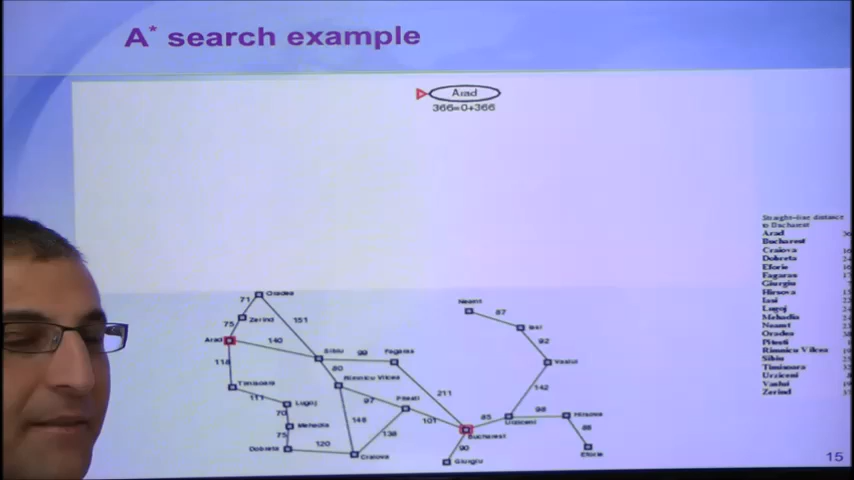 A* search example
Arad
366=0+366
Straight-line distance
to Bucharest
Arad
Bucharest
Craiova
Dobreta
Eforie
Fagaras
Giurgiu
Hirsova
Iasi
Lugoj
Mehadia
Neamt
Oradea
Pitesti
Rimnicu Vilcea
Sibiu
Timisoara
Urziceni
Vaslui
Zerind
Oradea
71
Neamt
87
Zerind
151
75
Iasi
Arad
140
92
Sibiu
99
Fagaras
118
80
Vaslui
Rimnicu Vilcea
Timisoara
211
142
111
Lugoj
97
Pitesti
70
98
Hirsova
85
146
101
Urziceni
Mehadia
86
75
138
Bucharest
120
90
Dobreta
Craiova
Eforie
Giurgiu
15